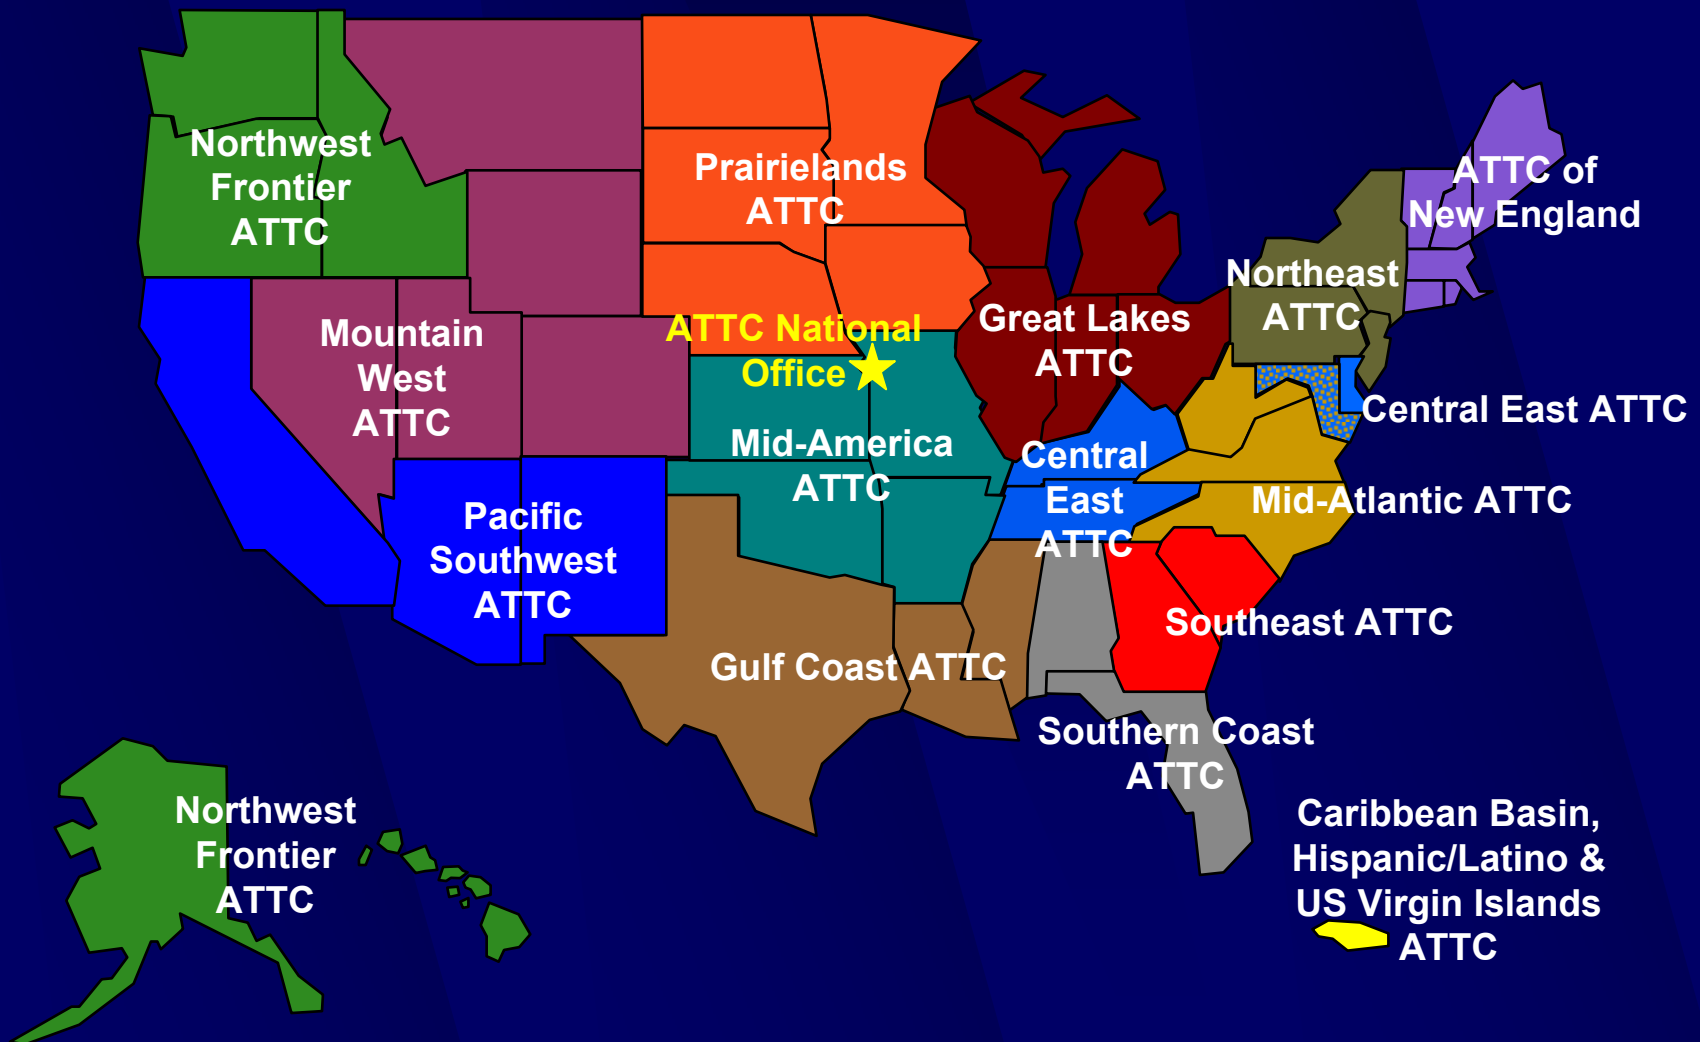 Northwest
Frontier
ATTC
Prairielands
ATTC
ATTC of
New England
Northeast
ATTC
Mountain
West
ATTC
ATTC National
Office
Great Lakes
ATTC
Central East ATTC
Mid-America
ATTC
Central
East
ATTC
Mid-Atlantic ATTC
Pacific
Southwest
ATTC
Southeast ATTC
Gulf Coast ATTC
Southern Coast
ATTC
Northwest
Frontier
ATTC
Caribbean Basin,
Hispanic/Latino &
US Virgin Islands
ATTC